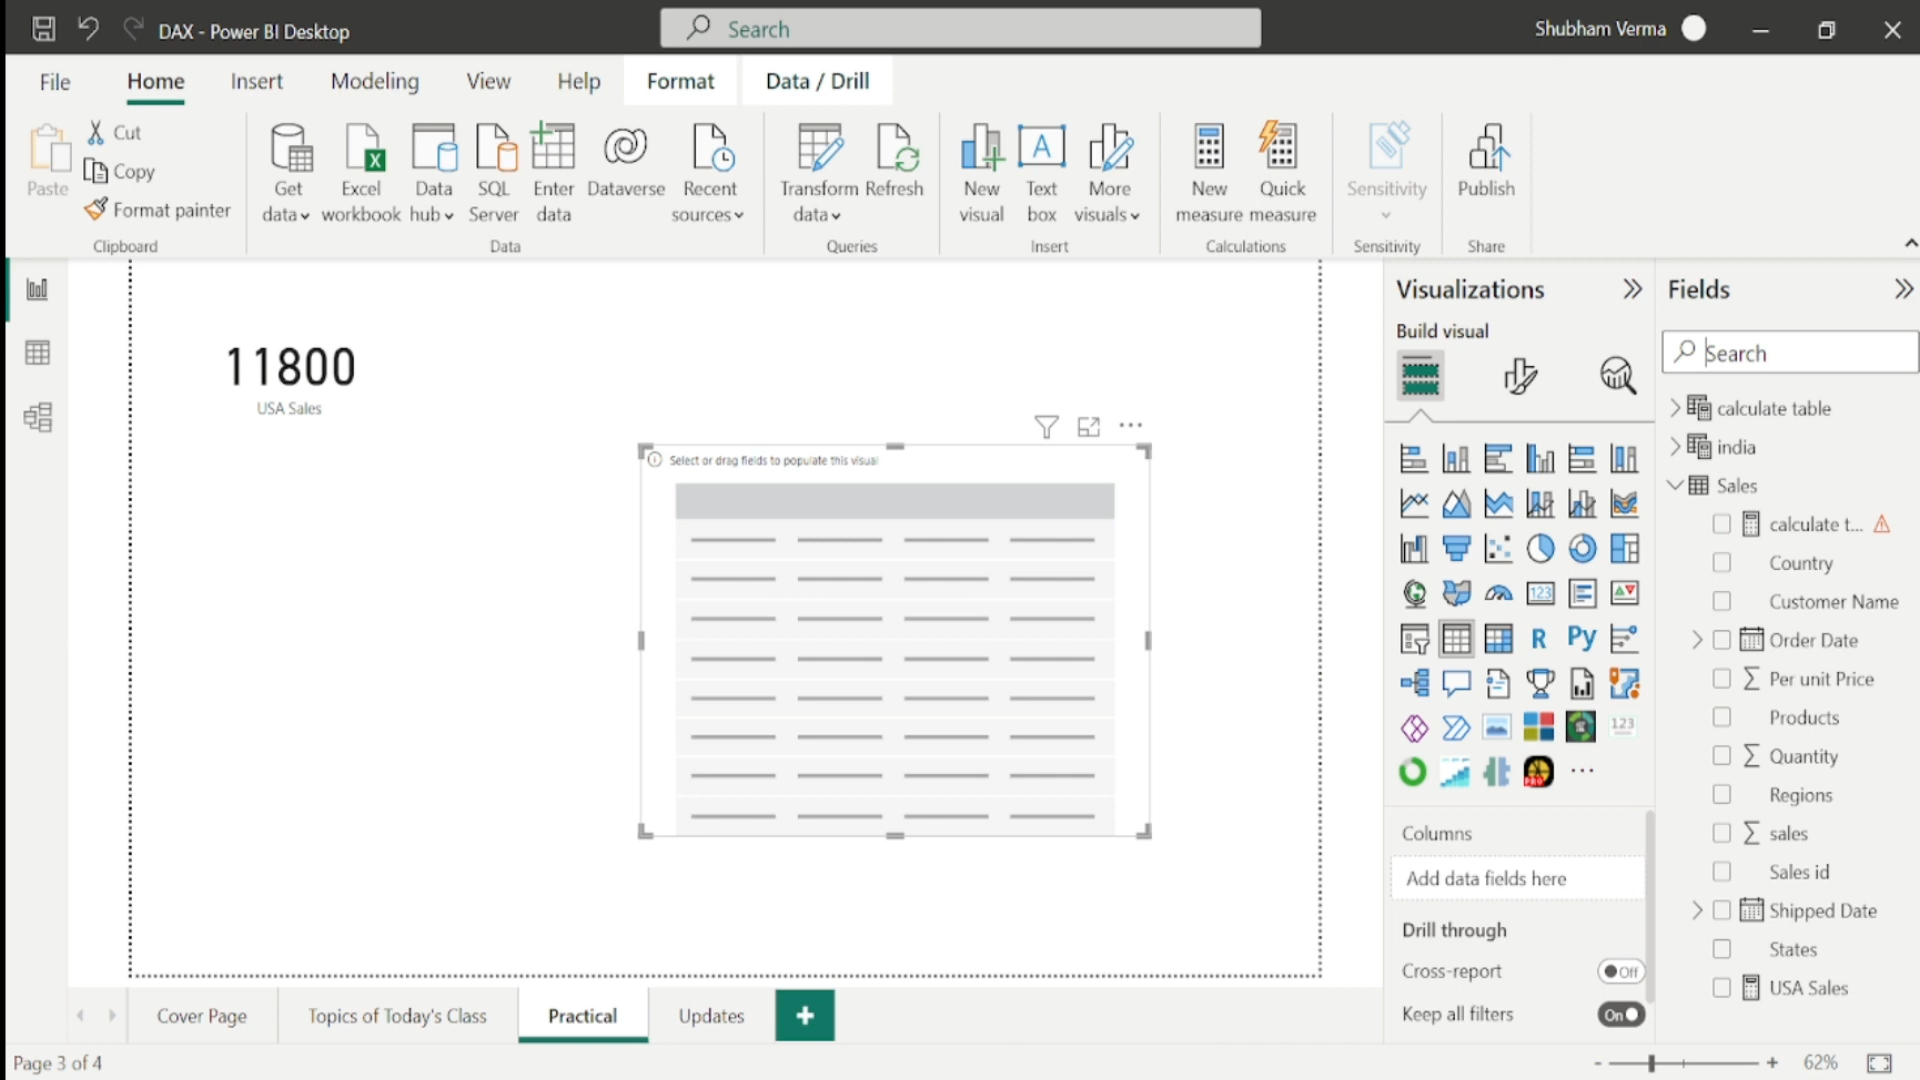 DAX - Power BI Desktop
Search
Shubham Verma
File
Home
Insert
Modeling
View
Help
Format
Data / Drill
Paste
Cut
Copy
Format painter
Clipboard
Get data
Excel workbook
Data hub
SQL Server
Enter data
Dataverse
Recent sources
Data
Transform data
Refresh
Queries
New visual
Text box
More visuals
Insert
New measure
Quick measure
Calculations
Sensitivity
Sensitivity
Publish
Share
11800
USA Sales
Select or drag fields to populate this visual
Visualizations
Build visual
123
R
Py
123
PRO
Columns
Add data fields here
Drill through
Cross-report
Off
Keep all filters
On
Fields
Search
calculate table
india
Sales
calculate t...
Country
Customer Name
Order Date
Per unit Price
Products
Quantity
Regions
sales
Sales id
Shipped Date
States
USA Sales
Cover Page
Topics of Today's Class
Practical
Updates
Page 3 of 4
62%